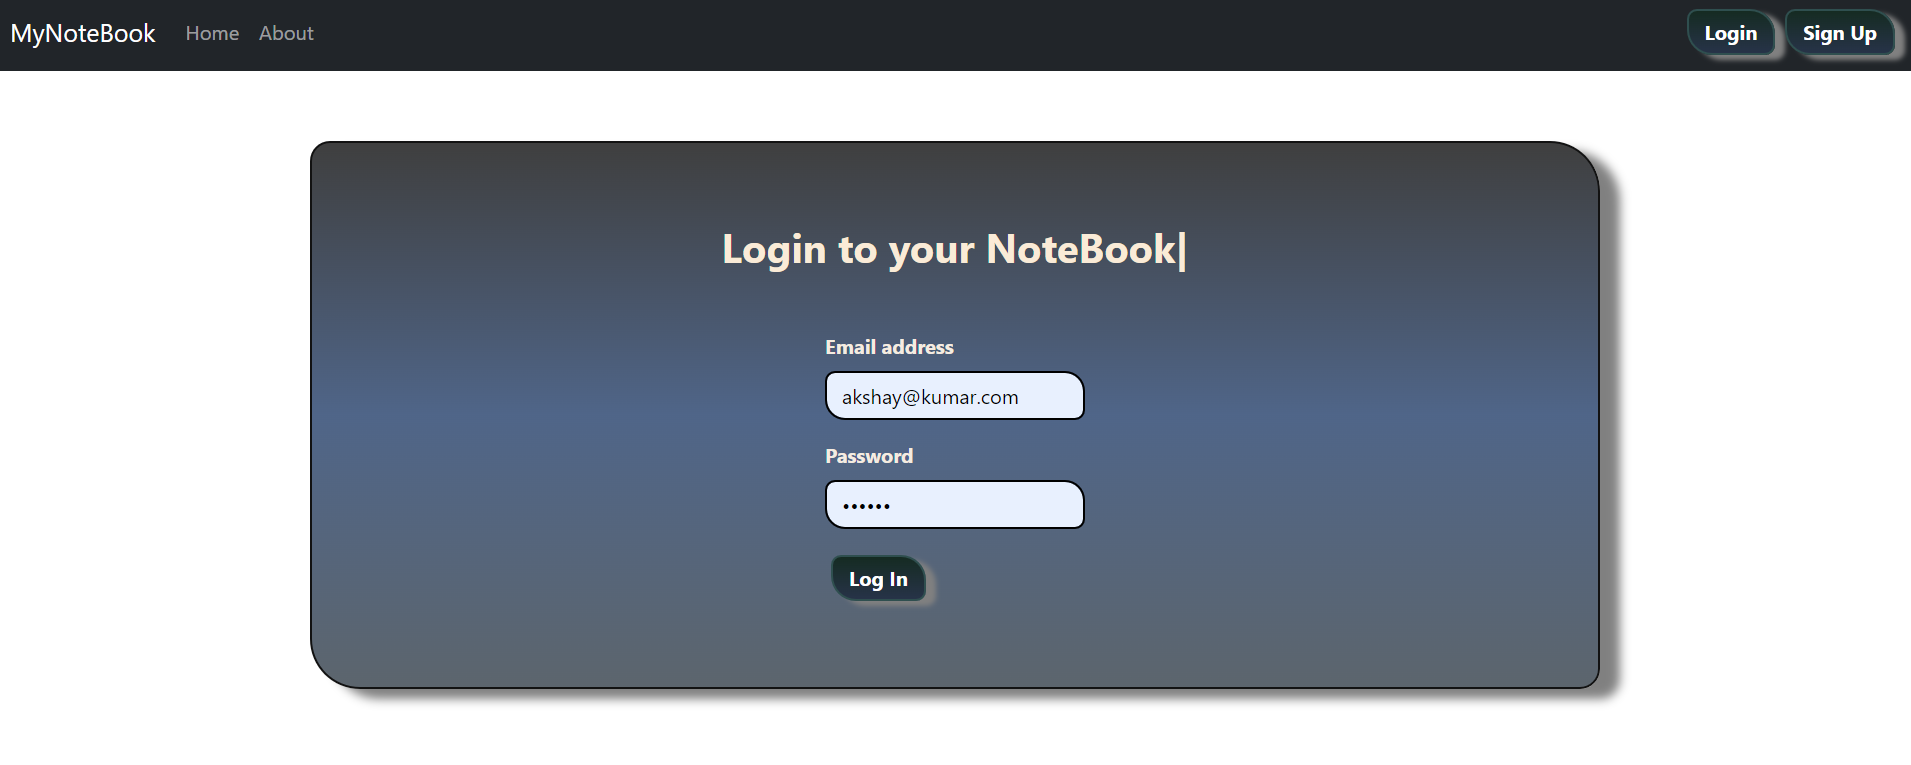 MyNoteBook Home About Login Sign Up
Login to your NoteBook|
Email address
akshay@kumar.com
Password
••••••
Log In